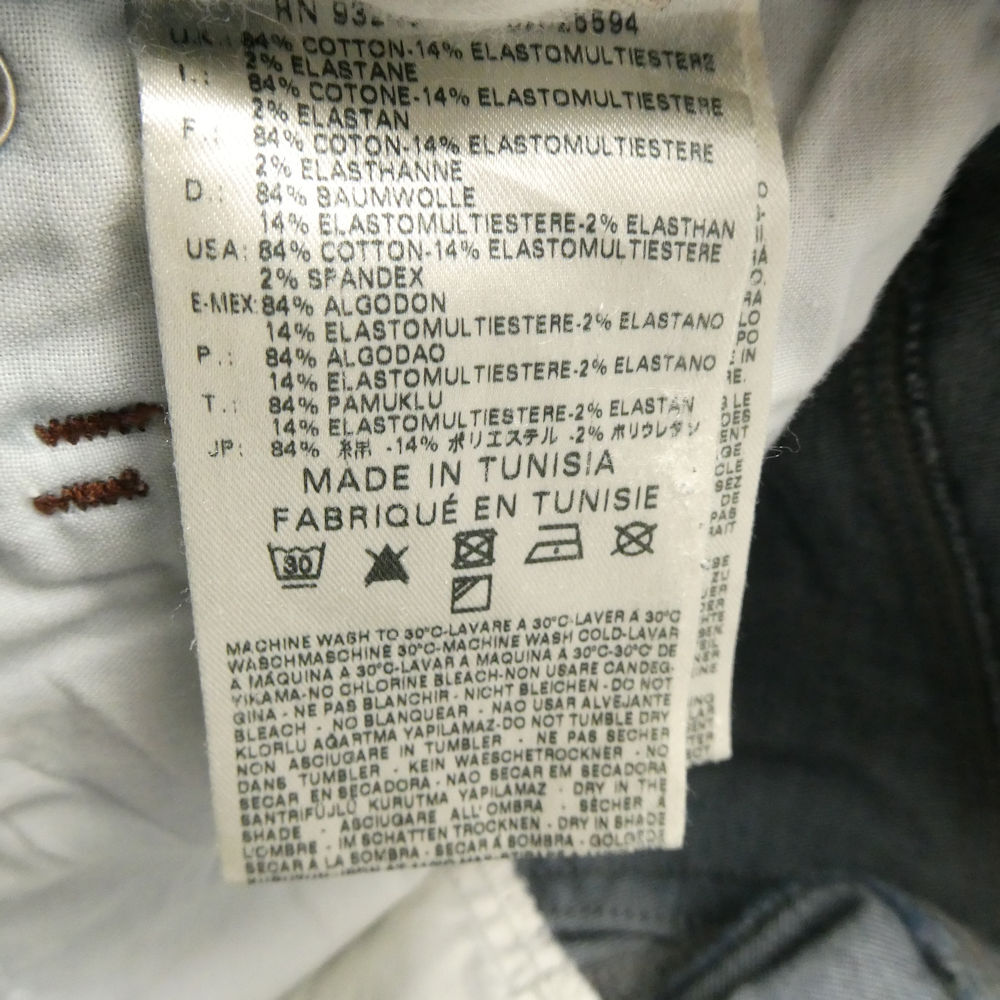 U.K.: 84% COTTON-14% ELASTOMULTIESTERE
2% ELASTANE
I.: 84% COTONE-14% ELASTOMULTIESTERE
2% ELASTAN
F.: 84% COTON-14% ELASTOMULTIESTERE
2% ELASTHANNE
D.: 84% BAUMWOLLE
14% ELASTOMULTIESTERE-2% ELASTHAN
USA: 84% COTTON-14% ELASTOMULTIESTERE
2% SPANDEX
E-MEX: 84% ALGODON
14% ELASTOMULTIESTERE-2% ELASTANO
P.: 84% ALGODAO
14% ELASTOMULTIESTERE-2% ELASTANO
T.: 84% PAMUKLU
14% ELASTOMULTIESTERE-2% ELASTAN
JP: 84% 綿 -14% ポリエステル -2% ポリウレタン
MADE IN TUNISIA
FABRIQUÉ EN TUNISIE
30
MACHINE WASH TO 30°C-LAVARE A 30°C-LAVER A 30°C
WASCHMASCHINE 30°C-MACHINE WASH COLD-LAVAR
A MÁQUINA A 30°C-LAVAR A MAQUINA A 30°C-30°C' DE
YIKAMA-NO CHLORINE BLEACH-NON USARE CANDEG-
GINA - NE PAS BLANCHIR - NICHT BLEICHEN - DO NOT
BLEACH - NO BLANQUEAR - NAO USAR ALVEJANTE
KLORLU AĞARTMA YAPILAMAZ-DO NOT TUMBLE DRY
NON ASCIUGARE IN TUMBLER - NE PAS SECHER
DANS TUMBLER - KEIN WAESCHETROCKNER - NO
SECAR EN SECADORA - NAO SECAR EM SECADORA
SANTRIFÜJLÜ KURUTMA YAPILAMAZ - DRY IN THE
SHADE - ASCIUGARE ALL'OMBRA - SÉCHER A
L'OMBRE - IM SCHATTEN TROCKNEN - DRY IN SHADE
SECAR A LA SOMBRA - SECAR A SOMBRA - GOLGEDE